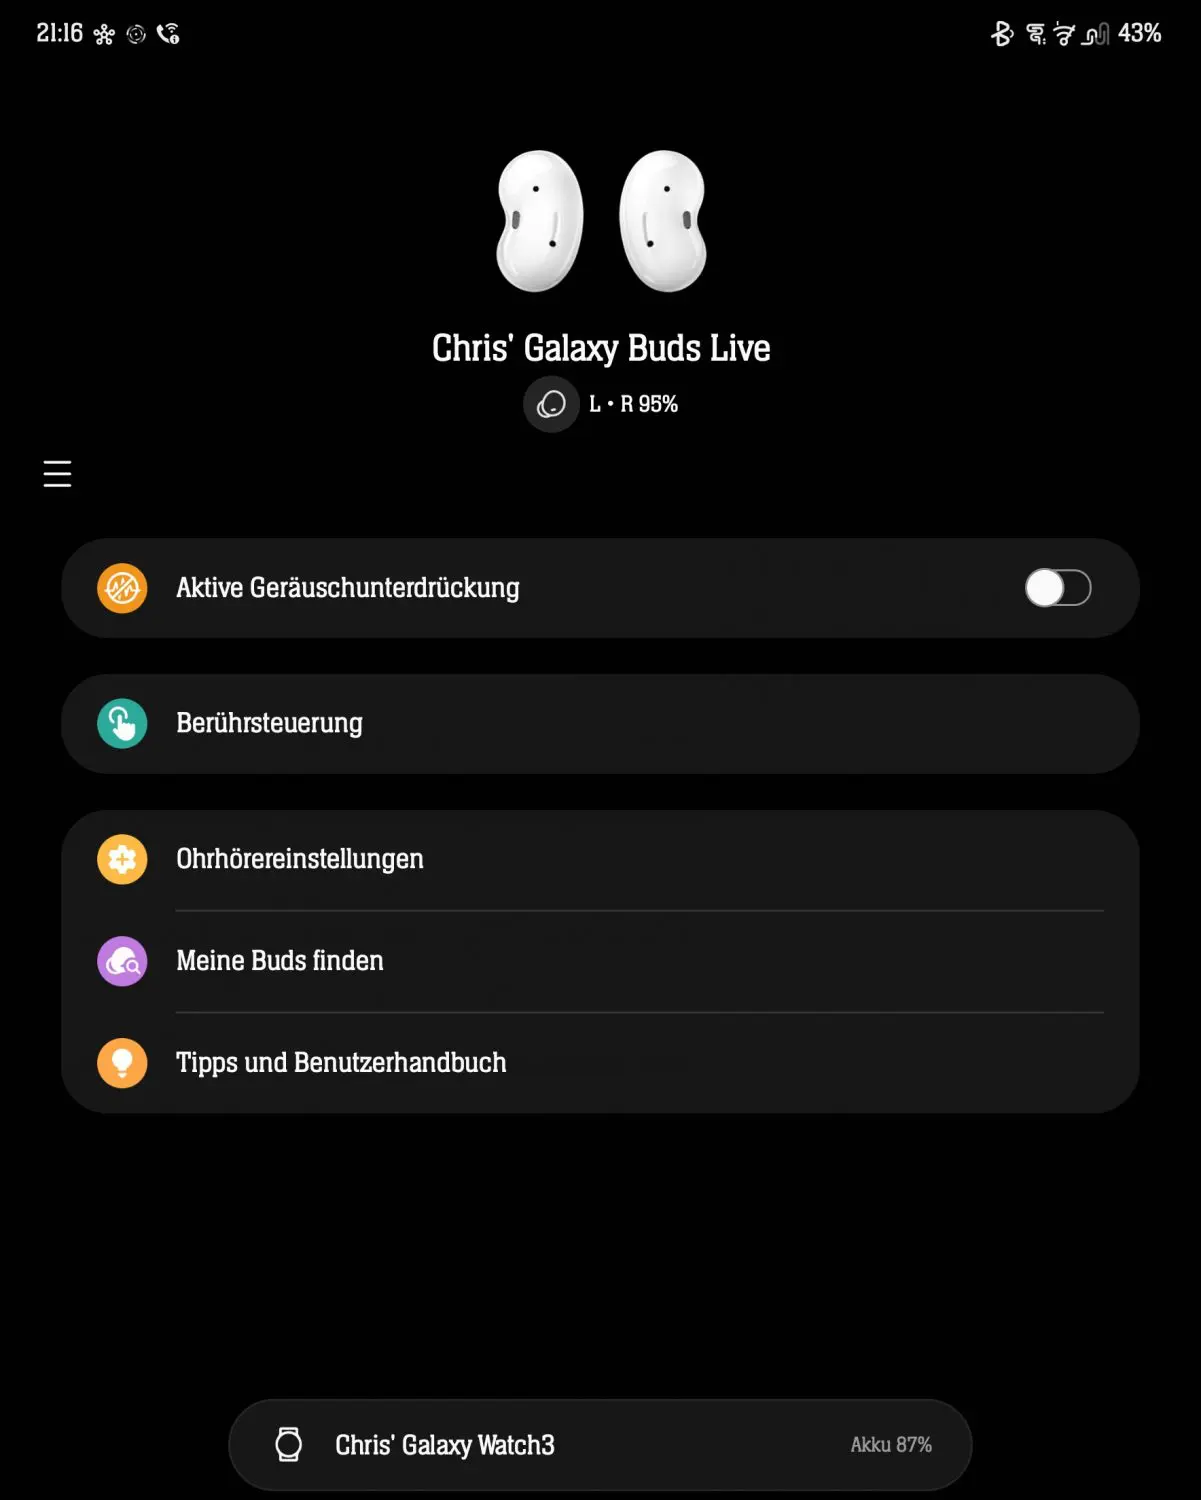 21:16 43%
Chris' Galaxy Buds Live
L • R 95%
Aktive Geräuschunterdrückung
Berührsteuerung
Ohrhörereinstellungen
Meine Buds finden
Tipps und Benutzerhandbuch
Chris' Galaxy Watch3 Akku 87%